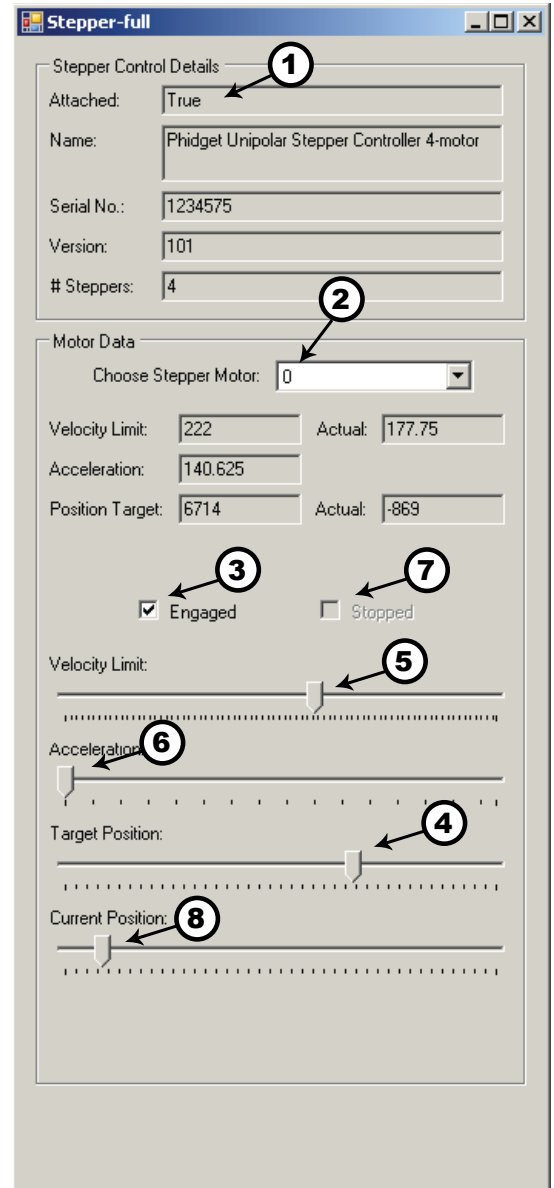 Stepper-full
Stepper Control Details
1
Attached: True
Name: Phidget Unipolar Stepper Controller 4-motor
Serial No.: 1234575
Version: 101
# Steppers: 4
2
Motor Data
Choose Stepper Motor: 0
Velocity Limit: 222 Actual: 177.75
Acceleration: 140.625
Position Target: 6714 Actual: -869
3 7
Engaged Stopped
5
Velocity Limit:
6
Acceleration:
4
Target Position:
Current Position: 8